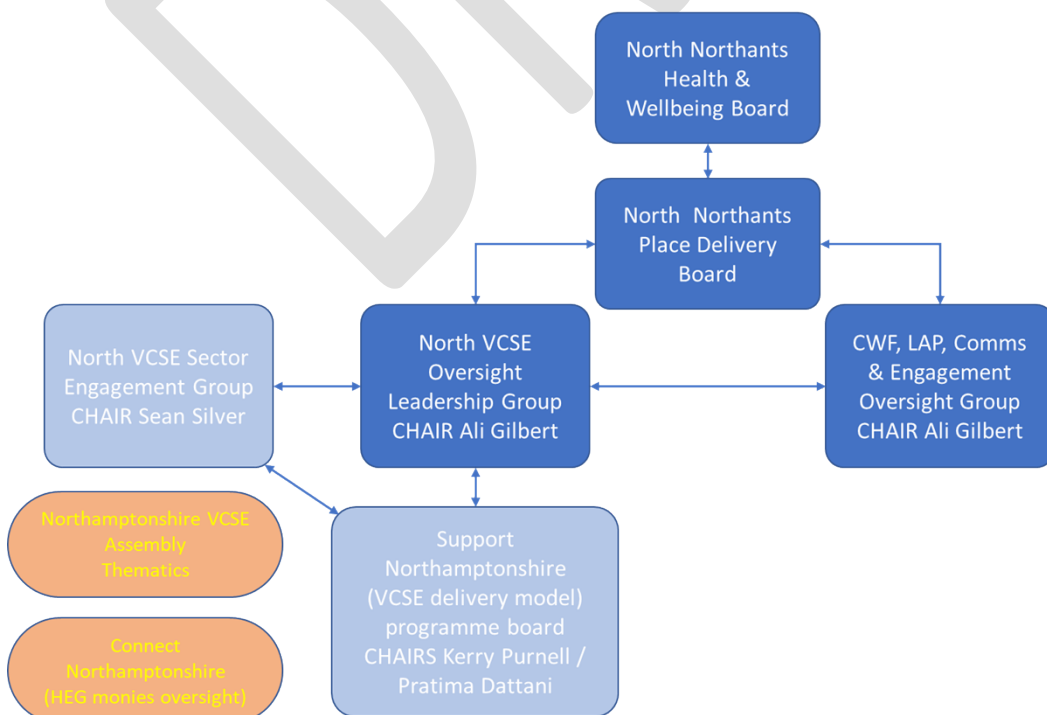 North Northants
Health &
Wellbeing Board
North Northants
Place Delivery
Board
North VCSE Sector
Engagement Group
CHAIR Sean Silver
North VCSE
Oversight
Leadership Group
CHAIR Ali Gilbert
CWF, LAP, Comms
& Engagement
Oversight Group
CHAIR Ali Gilbert
Northamptonshire VCSE
Assembly
Thematics
Support
Northamptonshire
(VCSE delivery model)
programme board
CHAIRS Kerry Purnell /
Pratima Dattani
Connect
Northamptonshire
(HEG monies oversight)